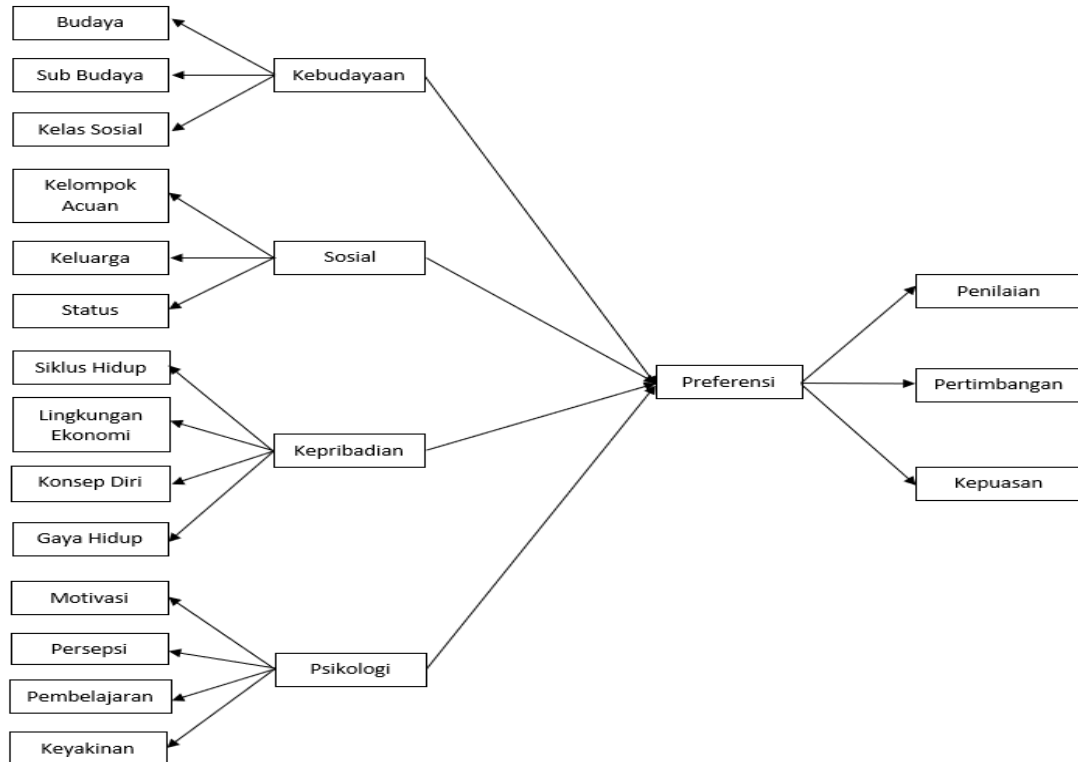 Budaya
Sub Budaya
Kelas Sosial
Kelompok
Acuan
Keluarga
Status
Siklus Hidup
Lingkungan
Ekonomi
Konsep Diri
Gaya Hidup
Motivasi
Persepsi
Pembelajaran
Keyakinan
Kebudayaan
Sosial
Kepribadian
Psikologi
Preferensi
Penilaian
Pertimbangan
Kepuasan